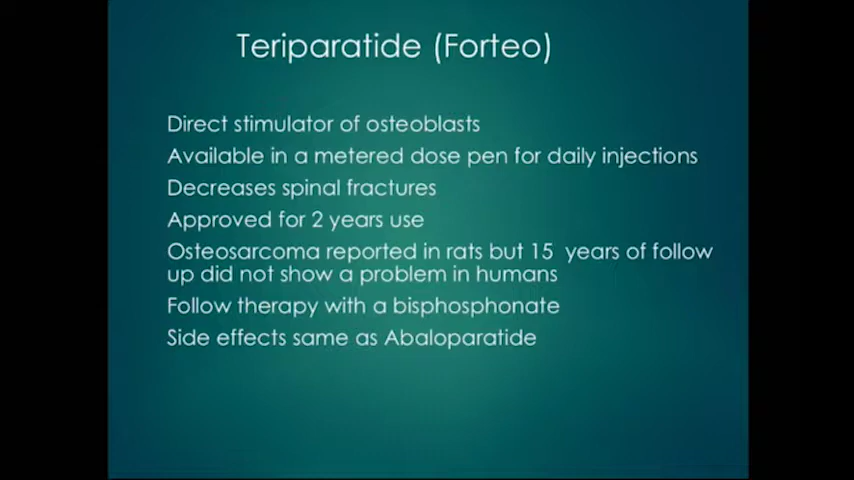 Teriparatide (Forteo)
Direct stimulator of osteoblasts
Available in a metered dose pen for daily injections
Decreases spinal fractures
Approved for 2 years use
Osteosarcoma reported in rats but 15 years of follow
up did not show a problem in humans
Follow therapy with a bisphosphonate
Side effects same as Abaloparatide